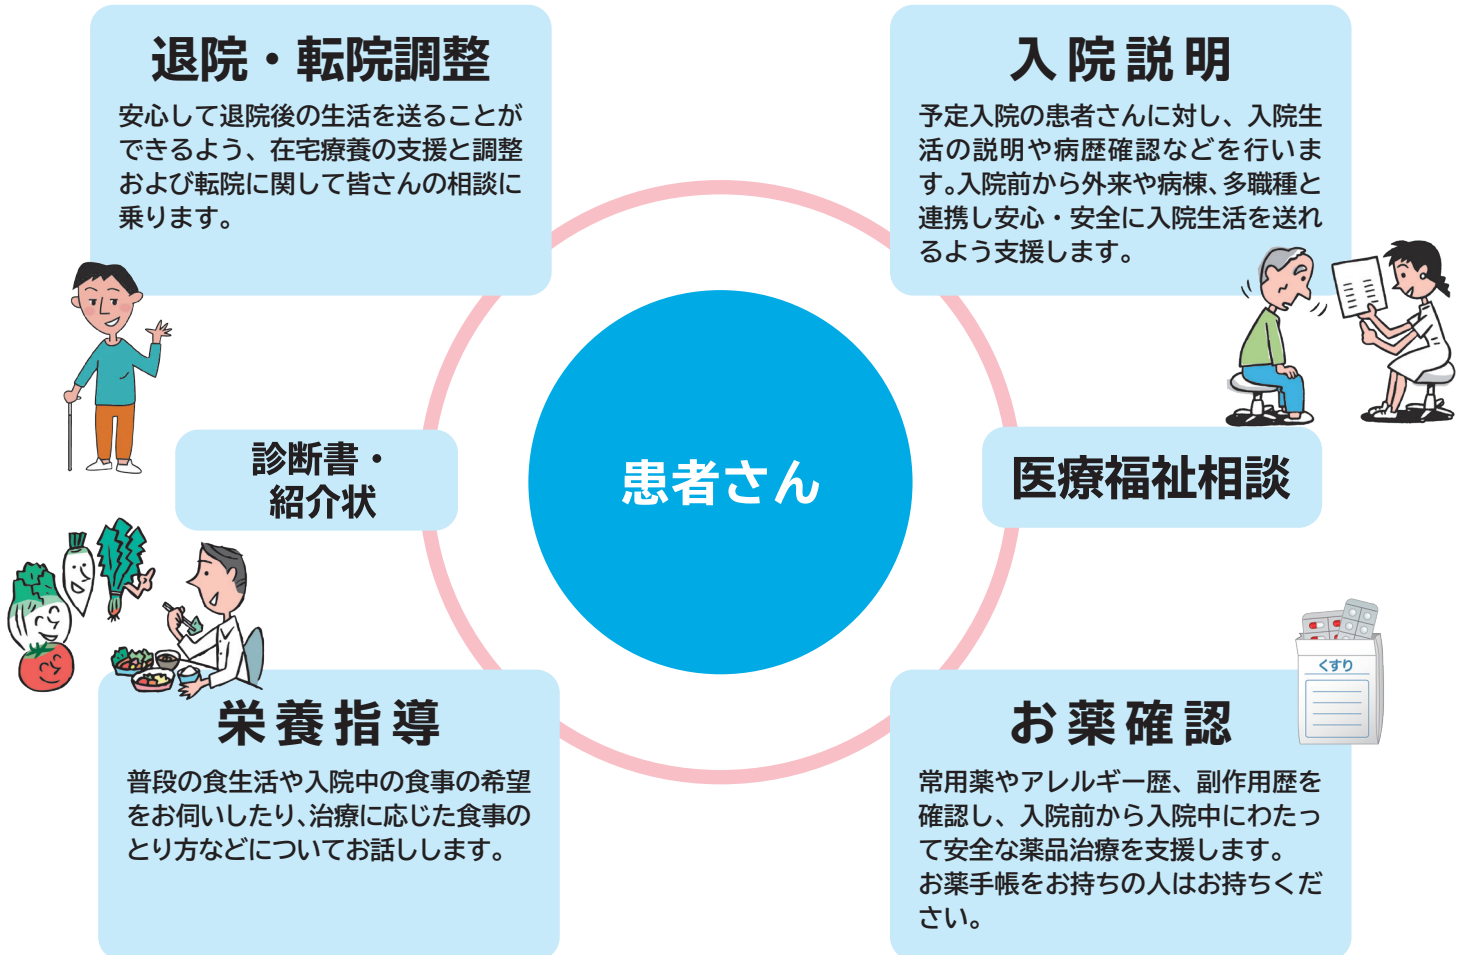 退院・転院調整
安心して退院後の生活を送ることが
できるよう、在宅療養の支援と調整
および転院に関して皆さんの相談に
乗ります。
入院説明
予定入院の患者さんに対し、入院生
活の説明や病歴確認などを行いま
す。入院前から外来や病棟、多職種と
連携し安心・安全に入院生活を送れ
るよう支援します。
診断書・
紹介状
患者さん
医療福祉相談
栄養指導
普段の食生活や入院中の食事の希望
をお伺いしたり、治療に応じた食事の
とり方などについてお話しします。
くすり
お薬確認
常用薬やアレルギー歴、副作用歴を
確認し、入院前から入院中にわたっ
て安全な薬品治療を支援します。
お薬手帳をお持ちの人はお持ちくだ
さい。